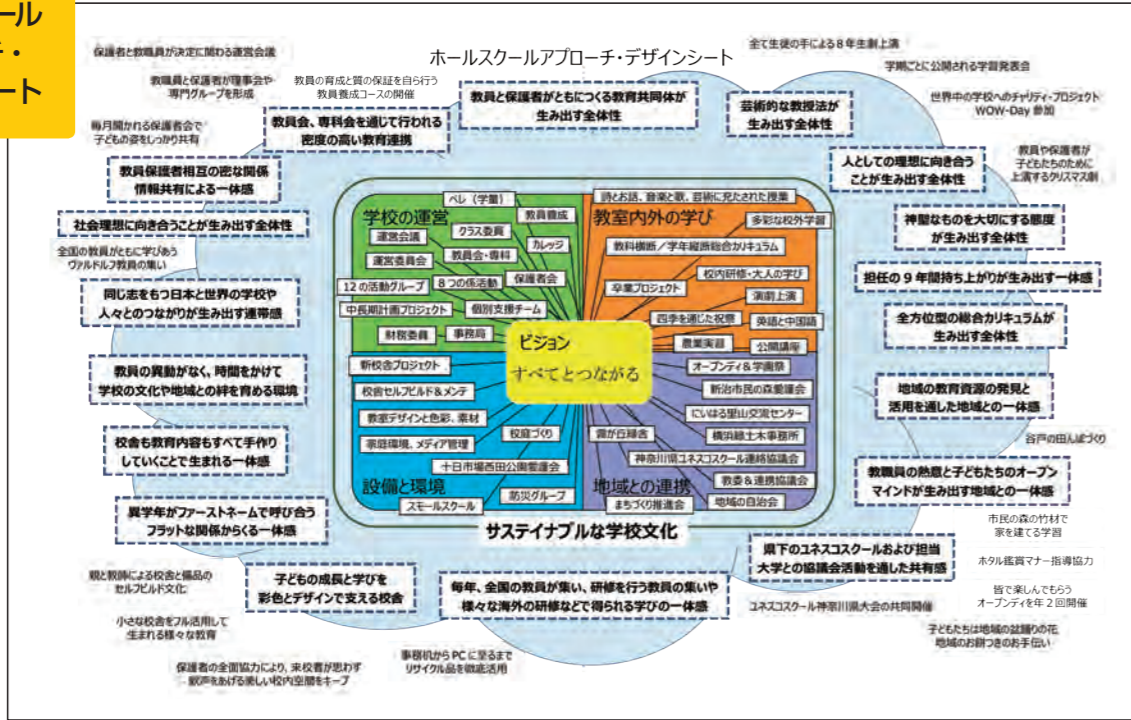 ール
・
ート
ホールスクールアプローチ・デザインシート
保護者と教職員が決定に関わる運営会議
教職員と保護者が理事会や
専門グループを形成
教員の育成と質の保証を自ら行う
教員養成コースの開催
毎月開かれる保護者会で
子どもの姿をしっかり共有
全て生徒の手による8年生劇上演
学期ごとに公開される学習発表会
世界中の学校へのチャリティ・プロジェクト
WOW-Day 参加
教員や保護者が
子どもたちのために
上演するクリスマス劇
教員と保護者がともにつくる教育共同体が
生み出す全体性
芸術的な教授法が
生み出す全体性
教員会、専科会を通じて行われる
密度の高い教育連携
人としての理想に向き合う
ことが生み出す全体性
教員保護者相互の密な関係
情報共有による一体感
神聖なものを大切にする態度
が生み出す全体性
社会理想に向き合うことが生み出す全体性
全国の教員がともに学びあう
ヴァルドルフ教員の集い
担任の9年間持ち上がりが生み出す一体感
同じ志をもつ日本と世界の学校や
人々とのつながりが生み出す連帯感
全方位型の総合カリキュラムが
生み出す全体性
教員の異動がなく、時間をかけて
学校の文化や地域との絆を育める環境
地域の教育資源の発見と
活用を通した地域との一体感
谷戸の田んぼづくり
校舎も教育内容もすべて手作り
していくことで生まれる一体感
教職員の熱意と子どもたちのオープン
マインドが生み出す地域との一体感
異学年がファーストネームで呼び合う
フラットな関係からくる一体感
市民の森の竹材で
家を建てる学習
ホタル鑑賞マナー指導協力
皆で楽しんでもらう
オープンディを年2回開催
子どもたちは地域の盆踊りの花
地域のお餅つきのお手伝い
県下のユネスコスクールおよび担当
大学との協議会活動を通した共有感
ユネスコスクール神奈川県大会の共同開催
毎年、全国の教員が集い、研修を行う教員の集いや
様々な海外の研修などで得られる学びの一体感
子どもの成長と学びを
彩色とデザインで支える校舎
親と教師による校舎と備品の
セルフビルド文化
小さな校舎をフル活用して
生まれる様々な教育
保護者の全面協力により、来校者が思わず
歓声をあげる美しい校内空間をキープ
事務机からPCに至るまで
リサイクル品を徹底活用
学校の運営
ベレ（学童）
教員養成
運営会議
クラス委員
カレッジ
運営委員会
教員会・専科
保護者会
12の活動グループ
8つの係活動
中長期計画プロジェクト
個別支援チーム
財務委員
事務局
教室内外の学び
詩とお話、音楽と歌、芸術に充たされた授業
多彩な校外学習
教科横断／学年縦断総合カリキュラム
校内研修・大人の学び
卒業プロジェクト
演劇上演
四季を通じた祝祭
英語と中国語
農業実習
公開講座
ビジョン
すべてとつながる
新校舎プロジェクト
校舎セルフビルド＆メンテ
教室デザインと色彩、素材
家庭環境、メディア管理
校庭づくり
十日市場西田公園愛護会
設備と環境
スモールスクール
防災グループ
オープンディ＆学園祭
新治市民の森愛護会
にいはる里山交流センター
霧が丘緑舎
横浜緑土木事務所
神奈川県ユネスコスクール連絡協議会
教委＆連携協議会
地域との連携
まちづくり推進会
地域の自治会
サステイナブルな学校文化